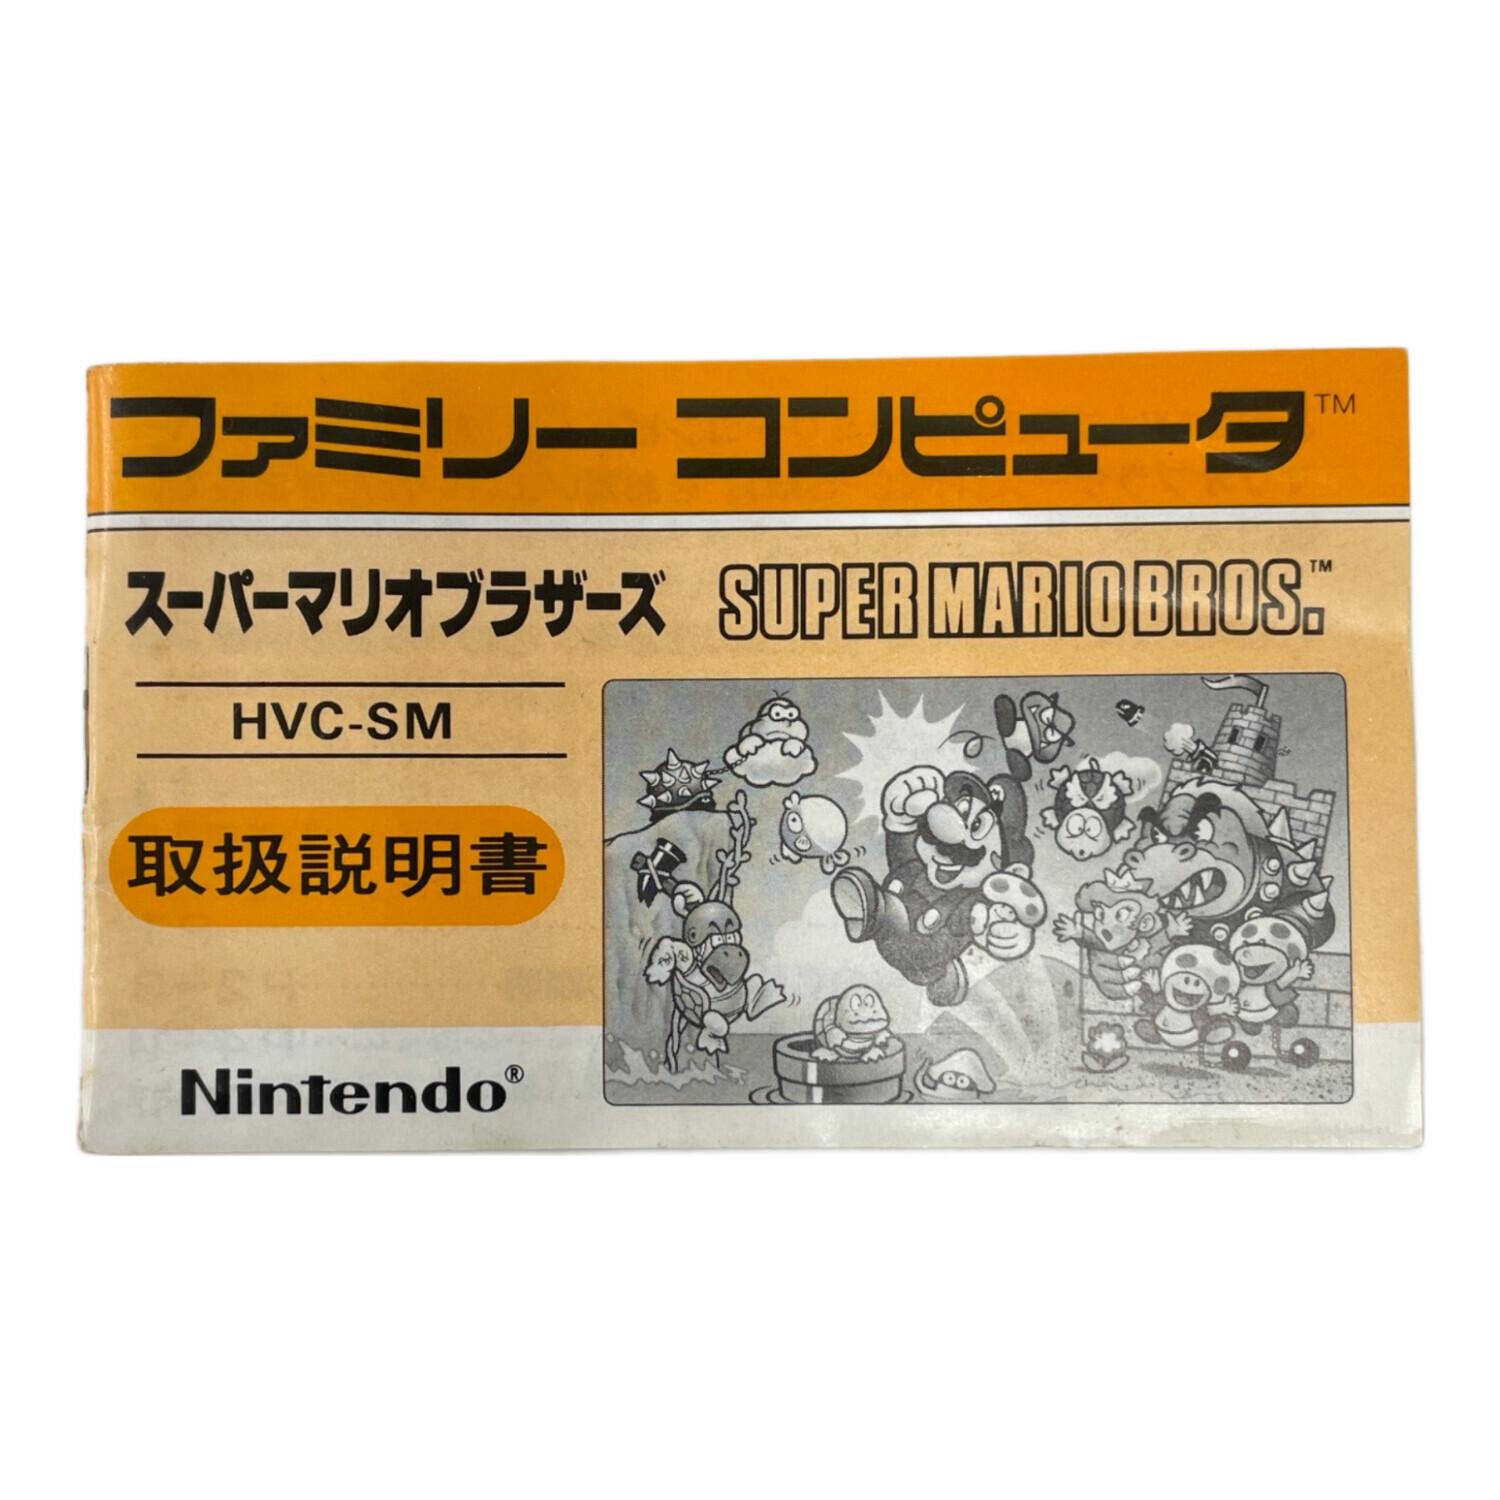 ファミリー コンピュータ™
スーパーマリオブラザーズ SUPER MARIO BROS.™
HVC-SM
取扱説明書
Nintendo®